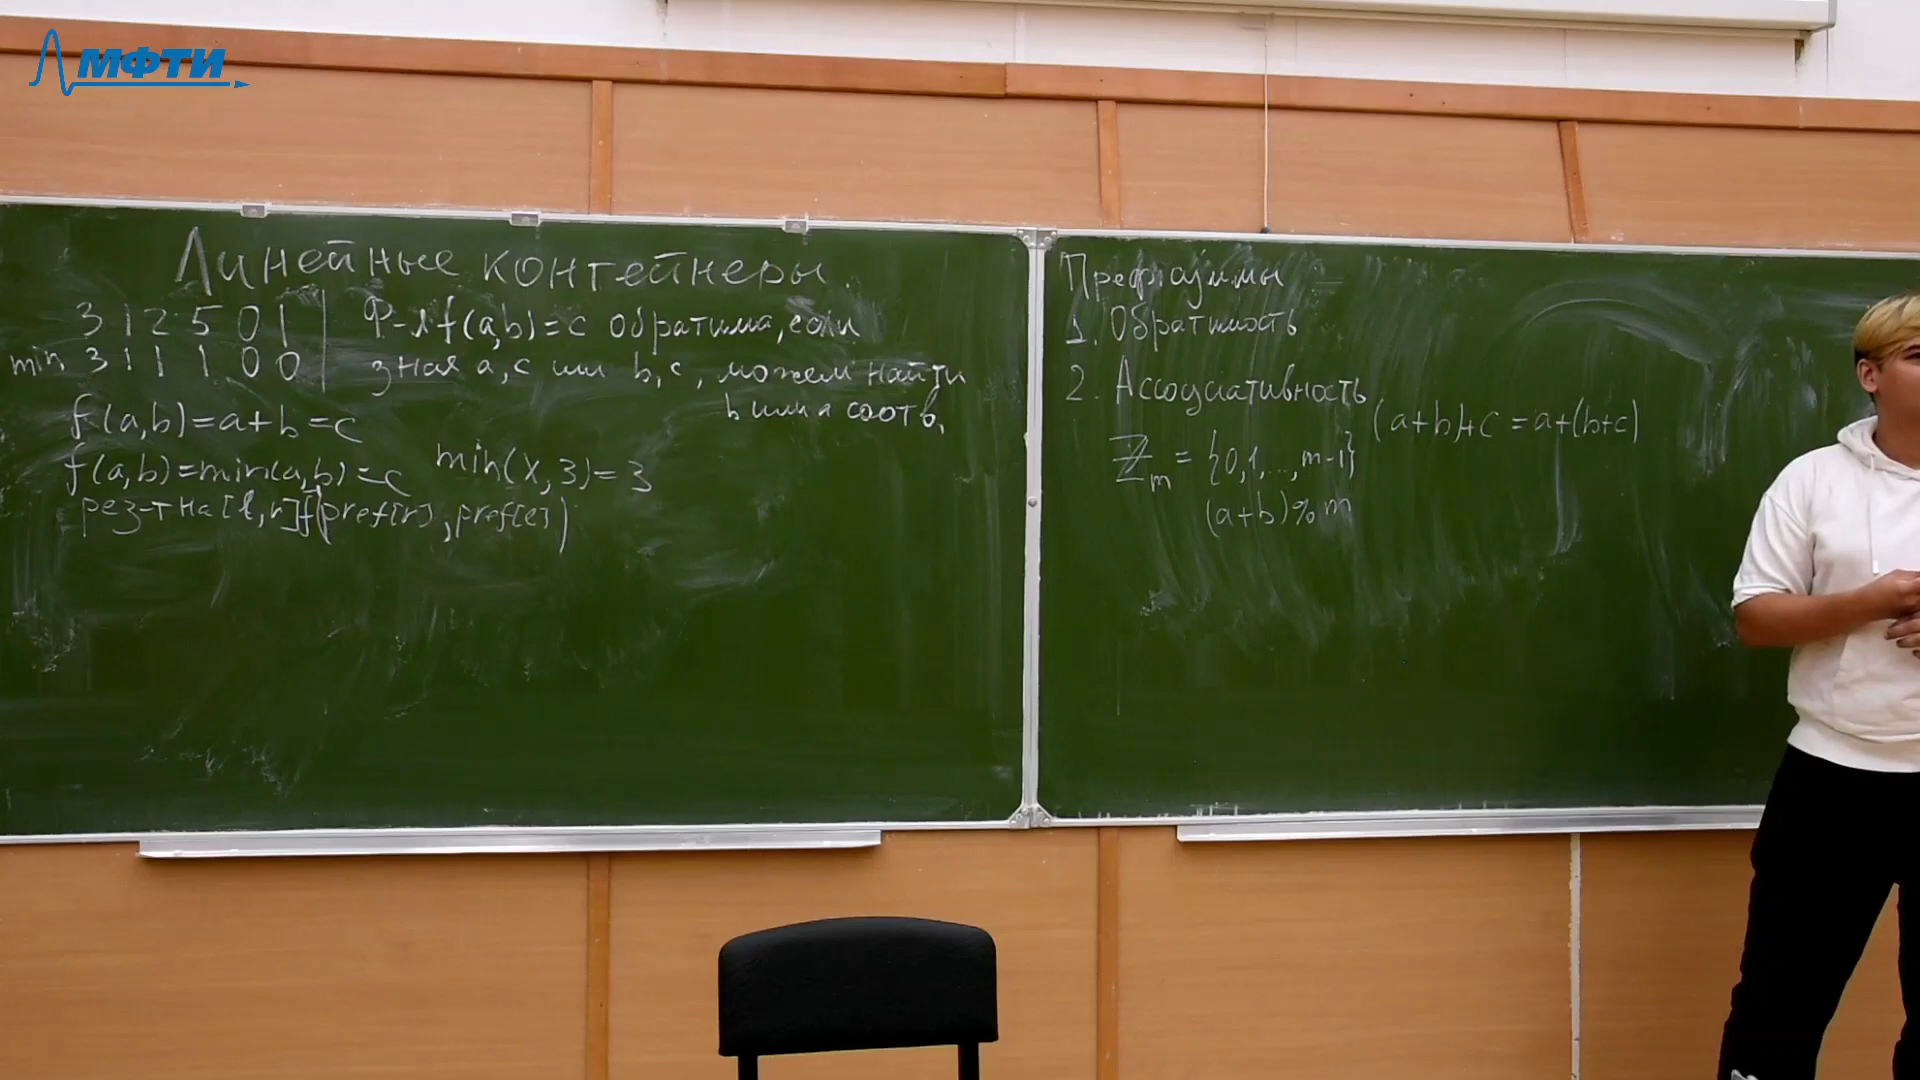 МФТИ
Линейные контейнеры.
3 1 2 5 0 1
min 3 1 1 1 0 0
Ф-я f(a,b)=c обратима, если
зная a,c или b,c, можем найти
b или a соотв.
f(a,b)=a+b=c
f(a,b)=min(a,b)=c
min(x,3)=3
рез-т на [l,r] f(pref[r], pref[l])
Префсуммы
1. Обратимость
2. Ассоциативность
(a+b)+c = a+(b+c)
ℤm = {0,1,...,m-1}
(a+b)%m